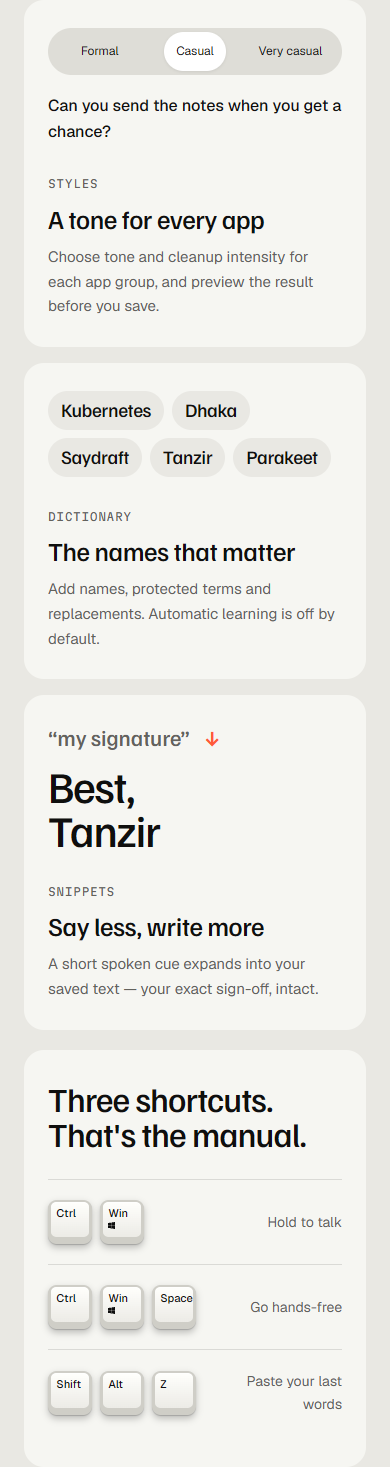 Formal Casual Very casual
Can you send the notes when you get a
chance?
STYLES
A tone for every app
Choose tone and cleanup intensity for
each app group, and preview the result
before you save.
Kubernetes Dhaka
Saydraft Tanzir Parakeet
DICTIONARY
The names that matter
Add names, protected terms and
replacements. Automatic learning is off by
default.
“my signature” ↓
Best,
Tanzir
SNIPPETS
Say less, write more
A short spoken cue expands into your
saved text — your exact sign-off, intact.
Three shortcuts.
That's the manual.
Ctrl Win Hold to talk
Ctrl Win Space Go hands-free
Shift Alt Z Paste your last
words